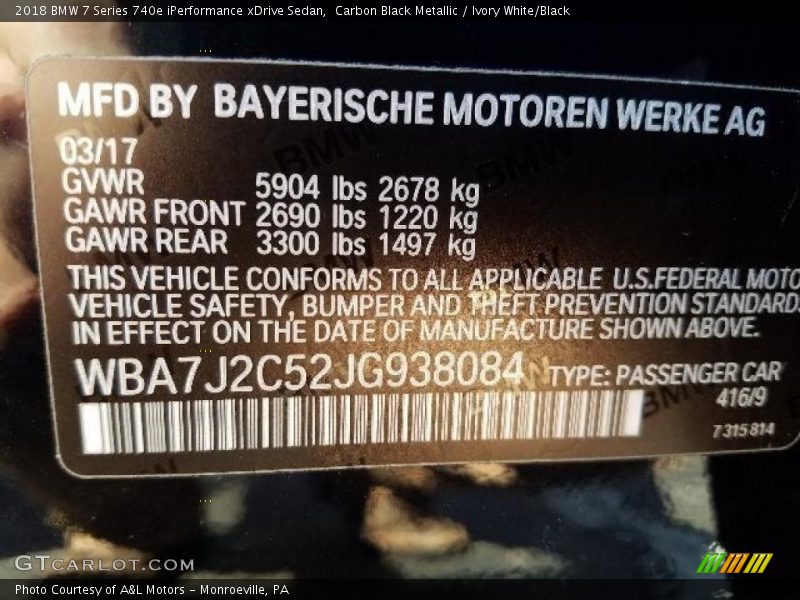 2018 BMW 7 Series 740e iPerformance xDrive Sedan,  Carbon Black Metallic / Ivory White/Black
MFD BY BAYERISCHE MOTOREN WERKE AG
03/17
GVWR 5904 lbs 2678 kg
GAWR FRONT 2690 lbs 1220 kg
GAWR REAR 3300 lbs 1497 kg
THIS VEHICLE CONFORMS TO ALL APPLICABLE U.S.FEDERAL MOTO
VEHICLE SAFETY, BUMPER AND THEFT PREVENTION STANDARDS
IN EFFECT ON THE DATE OF MANUFACTURE SHOWN ABOVE.
WBA7J2C52JG938084 TYPE: PASSENGER CAR
416/9
7315814
GTCARLOT.COM
Photo Courtesy of A&L Motors - Monroeville, PA